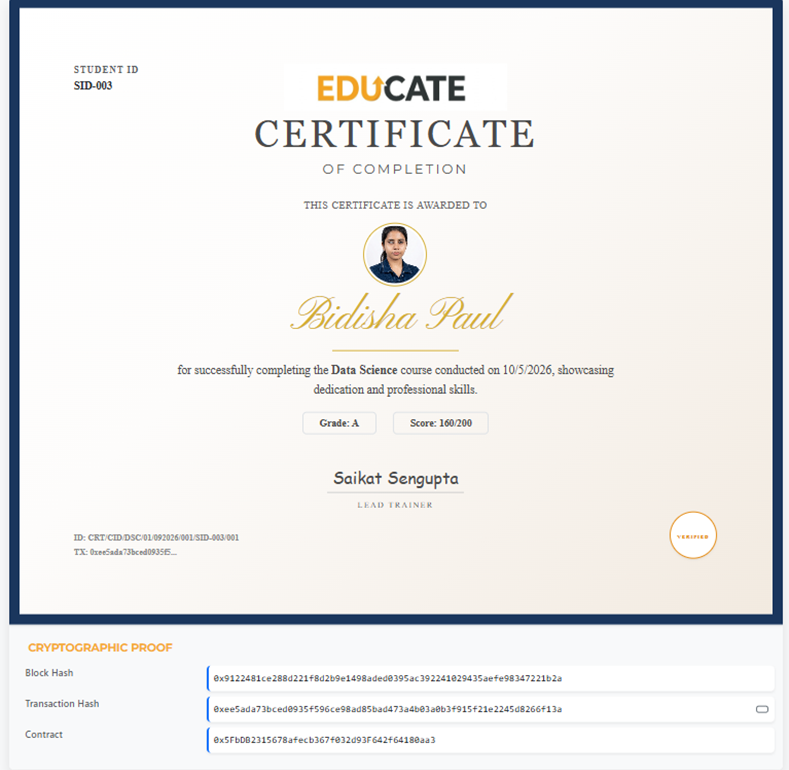 STUDENT ID
SID-003
EDUCATE
CERTIFICATE
OF COMPLETION
THIS CERTIFICATE IS AWARDED TO
Bidisha Paul
for successfully completing the Data Science course conducted on 10/5/2026, showcasing
dedication and professional skills.
Grade: A
Score: 160/200
Saikat Sengupta
LEAD TRAINER
ID: CRT/CID/DSC/01/092026/001/SID-003/001
TX: 0xee5ada73bced0935f5...
VERIFIED
CRYPTOGRAPHIC PROOF
Block Hash
0x9122481ce288d221f8d2b9e1498aded0395ac392241029435aefe98347221b2a
Transaction Hash
0xee5ada73bced0935f596ce98ad85bad473a4b03a0b3f915f21e2245d8266f13a
Contract
0x5FbDB2315678afecb367f032d93F642f64180aa3